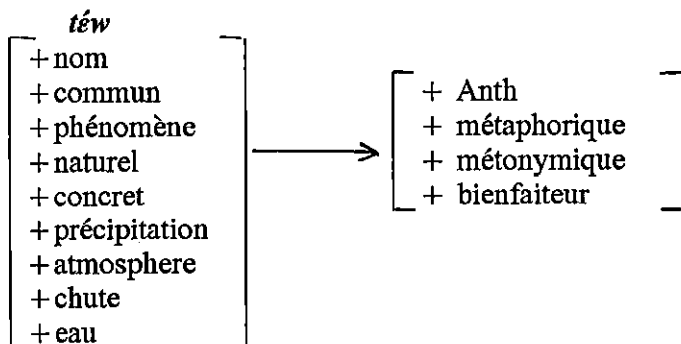 téw
+nom
+commun
+phénomène
+naturel
+concret
+précipitation
+atmosphere
+chute
+eau
+ Anth
+ métaphorique
+ métonymique
+ bienfaiteur